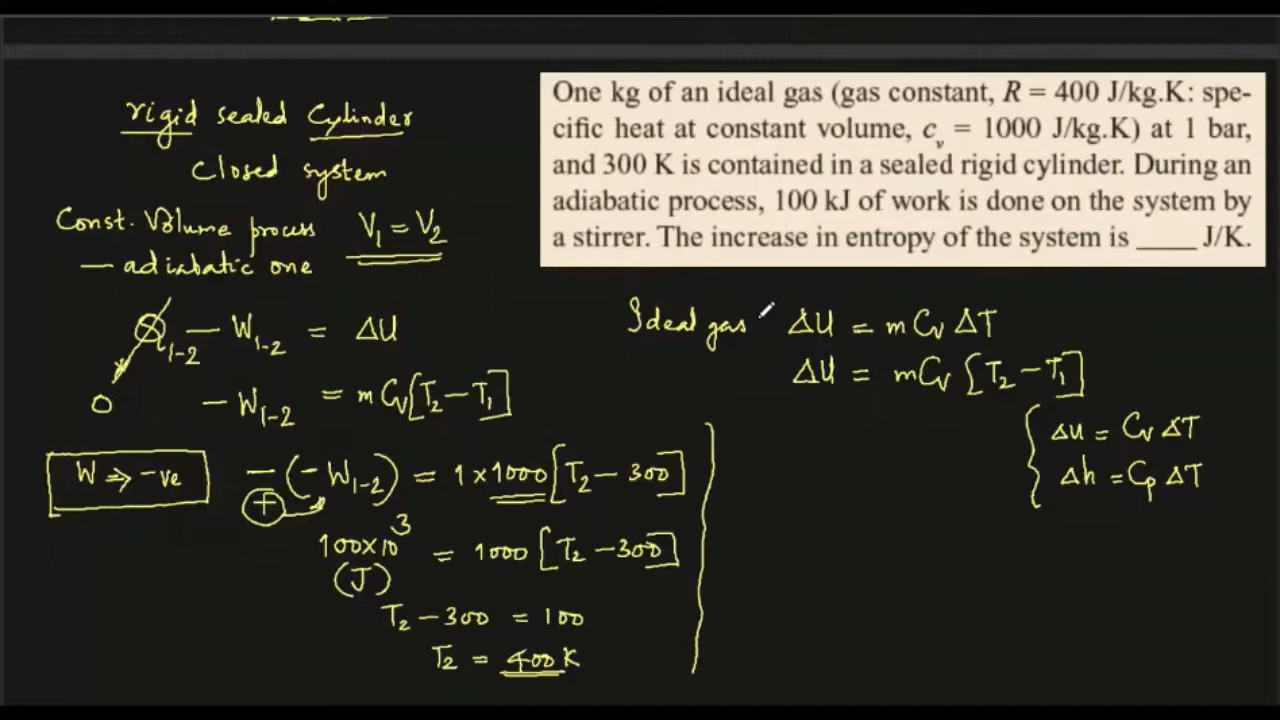 rigid sealed Cylinder
Closed system
Const. Volume process V₁ = V₂
— adiabatic one
Q₁₋₂ − W₁₋₂ = ΔU
0
− W₁₋₂ = m Cv [T₂ − T₁]
W ⇒ −ve
− (− W₁₋₂) = 1 × 1000 [T₂ − 300]
+
100×10³ = 1000 [T₂ − 300]
(J)
T₂ − 300 = 100
T₂ = 400 K
One kg of an ideal gas (gas constant, R = 400 J/kg.K: spe-
cific heat at constant volume, cᵥ = 1000 J/kg.K) at 1 bar,
and 300 K is contained in a sealed rigid cylinder. During an
adiabatic process, 100 kJ of work is done on the system by
a stirrer. The increase in entropy of the system is ____ J/K.
Ideal gas ΔU = m Cv ΔT
ΔU = m Cv [T₂ − T₁]
Δu = Cv ΔT
Δh = Cp ΔT